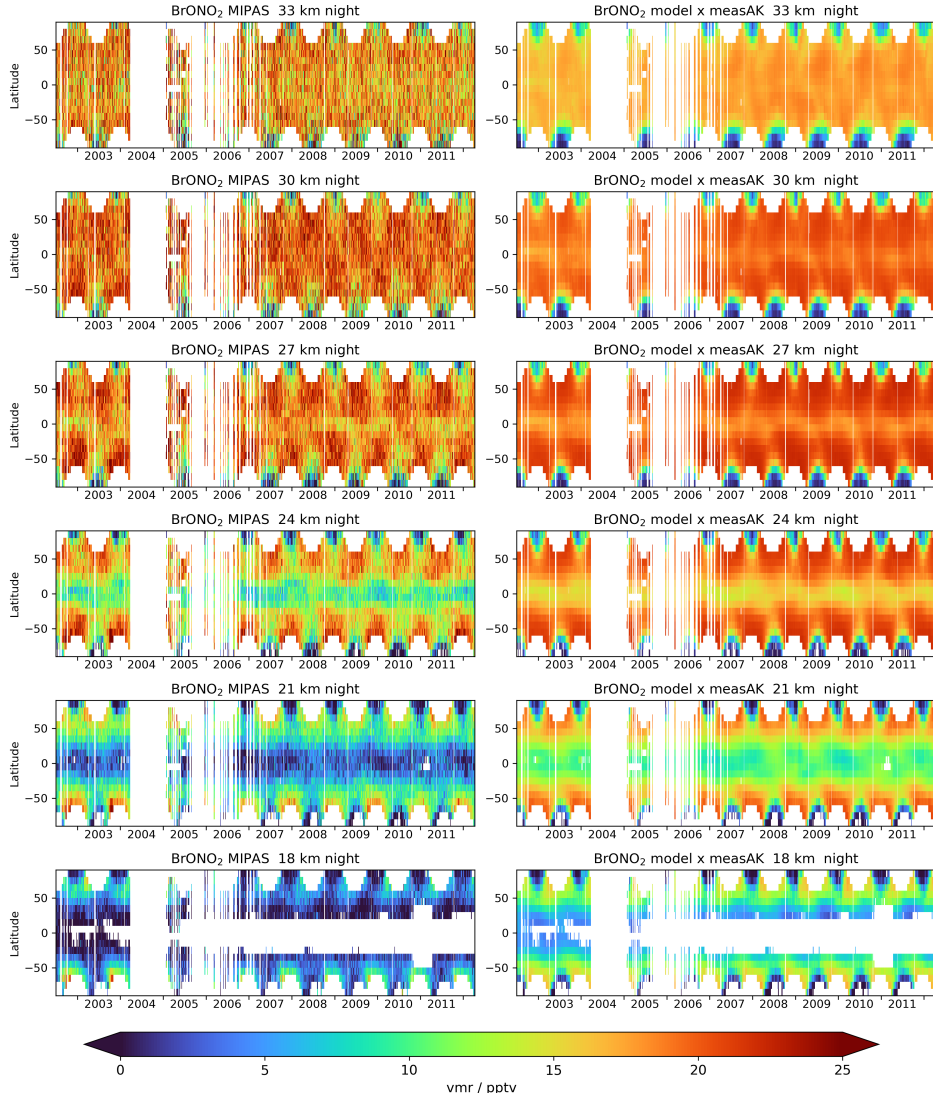 BrONO₂ MIPAS 33 km night
BrONO₂ model x measAK 33 km night
Latitude
50
0
−50
2003 2004 2005 2006 2007 2008 2009 2010 2011
2003 2004 2005 2006 2007 2008 2009 2010 2011
BrONO₂ MIPAS 30 km night
BrONO₂ model x measAK 30 km night
Latitude
50
0
−50
2003 2004 2005 2006 2007 2008 2009 2010 2011
2003 2004 2005 2006 2007 2008 2009 2010 2011
BrONO₂ MIPAS 27 km night
BrONO₂ model x measAK 27 km night
Latitude
50
0
−50
2003 2004 2005 2006 2007 2008 2009 2010 2011
2003 2004 2005 2006 2007 2008 2009 2010 2011
BrONO₂ MIPAS 24 km night
BrONO₂ model x measAK 24 km night
Latitude
50
0
−50
2003 2004 2005 2006 2007 2008 2009 2010 2011
2003 2004 2005 2006 2007 2008 2009 2010 2011
BrONO₂ MIPAS 21 km night
BrONO₂ model x measAK 21 km night
Latitude
50
0
−50
2003 2004 2005 2006 2007 2008 2009 2010 2011
2003 2004 2005 2006 2007 2008 2009 2010 2011
BrONO₂ MIPAS 18 km night
BrONO₂ model x measAK 18 km night
Latitude
50
0
−50
2003 2004 2005 2006 2007 2008 2009 2010 2011
2003 2004 2005 2006 2007 2008 2009 2010 2011
0 5 10 15 20 25
vmr / pptv